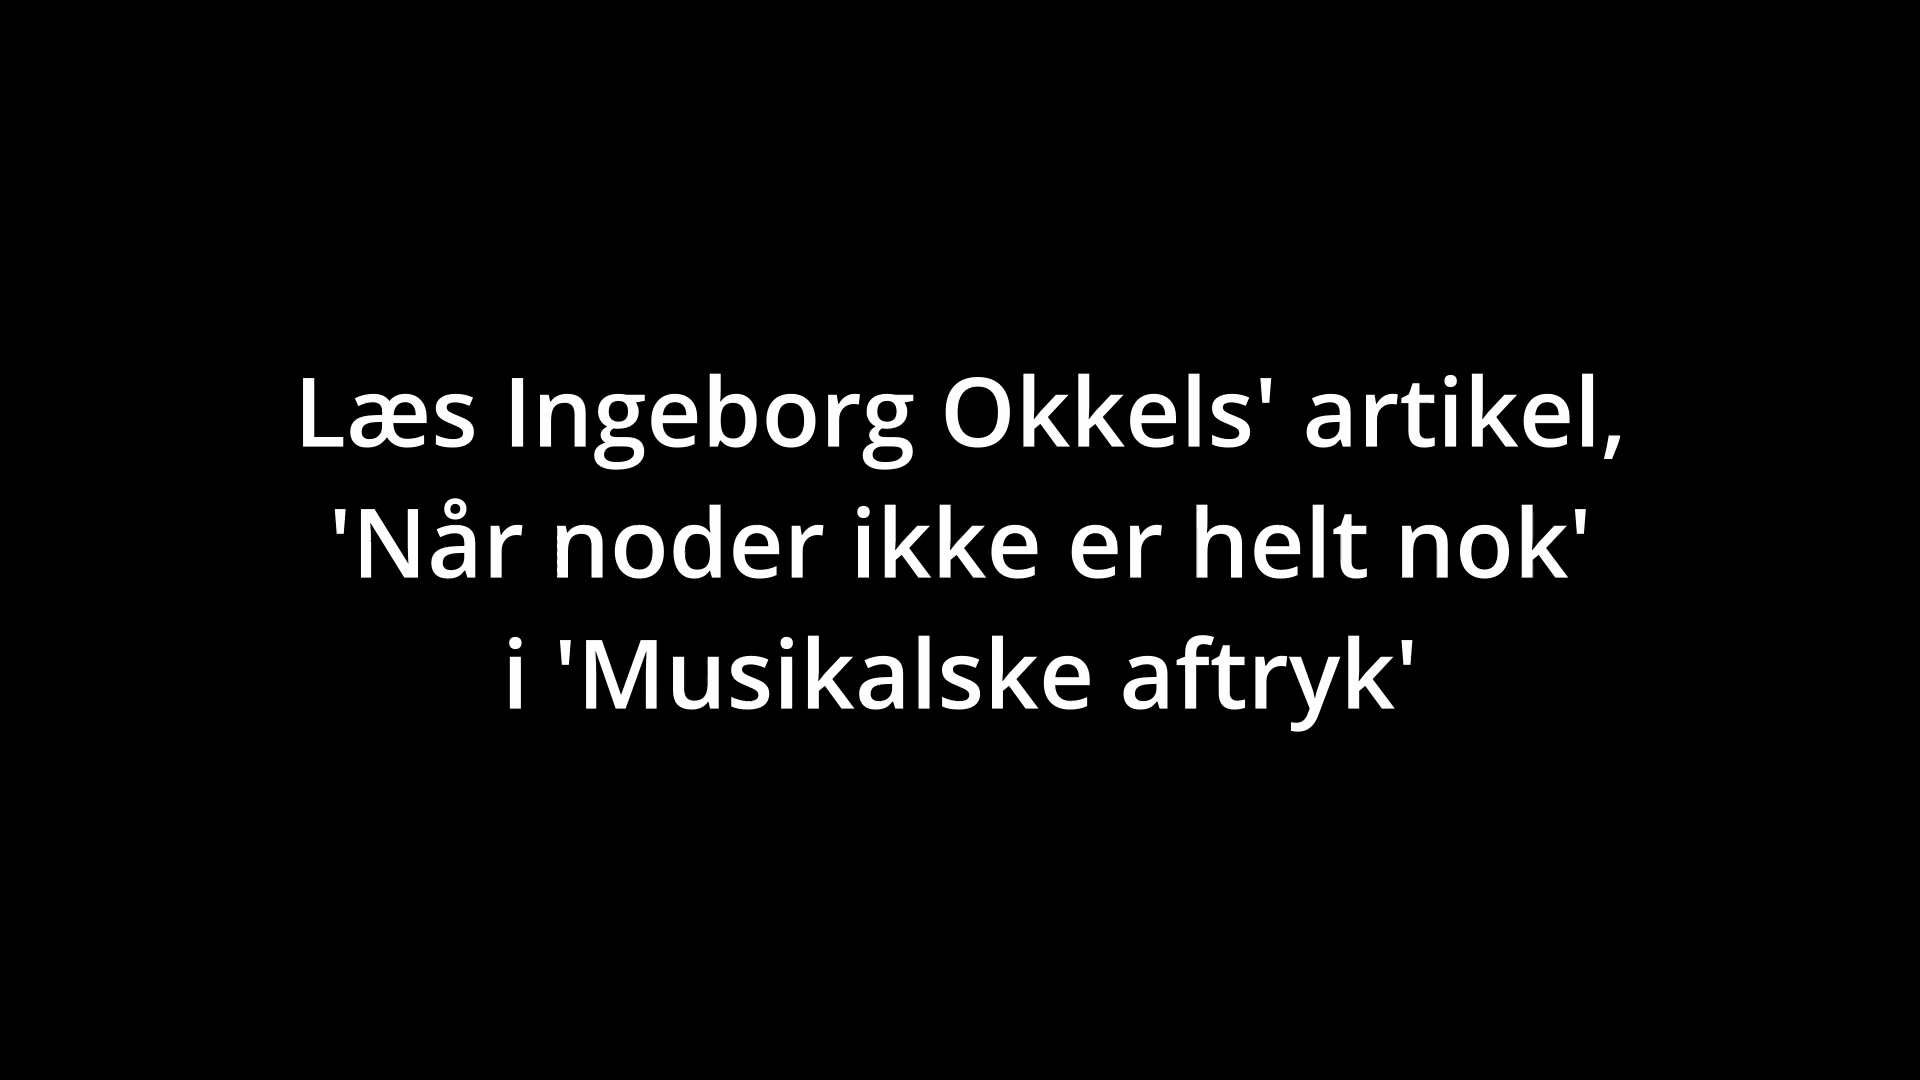 Læs Ingeborg Okkels' artikel,
'Når noder ikke er helt nok'
i 'Musikalske aftryk'